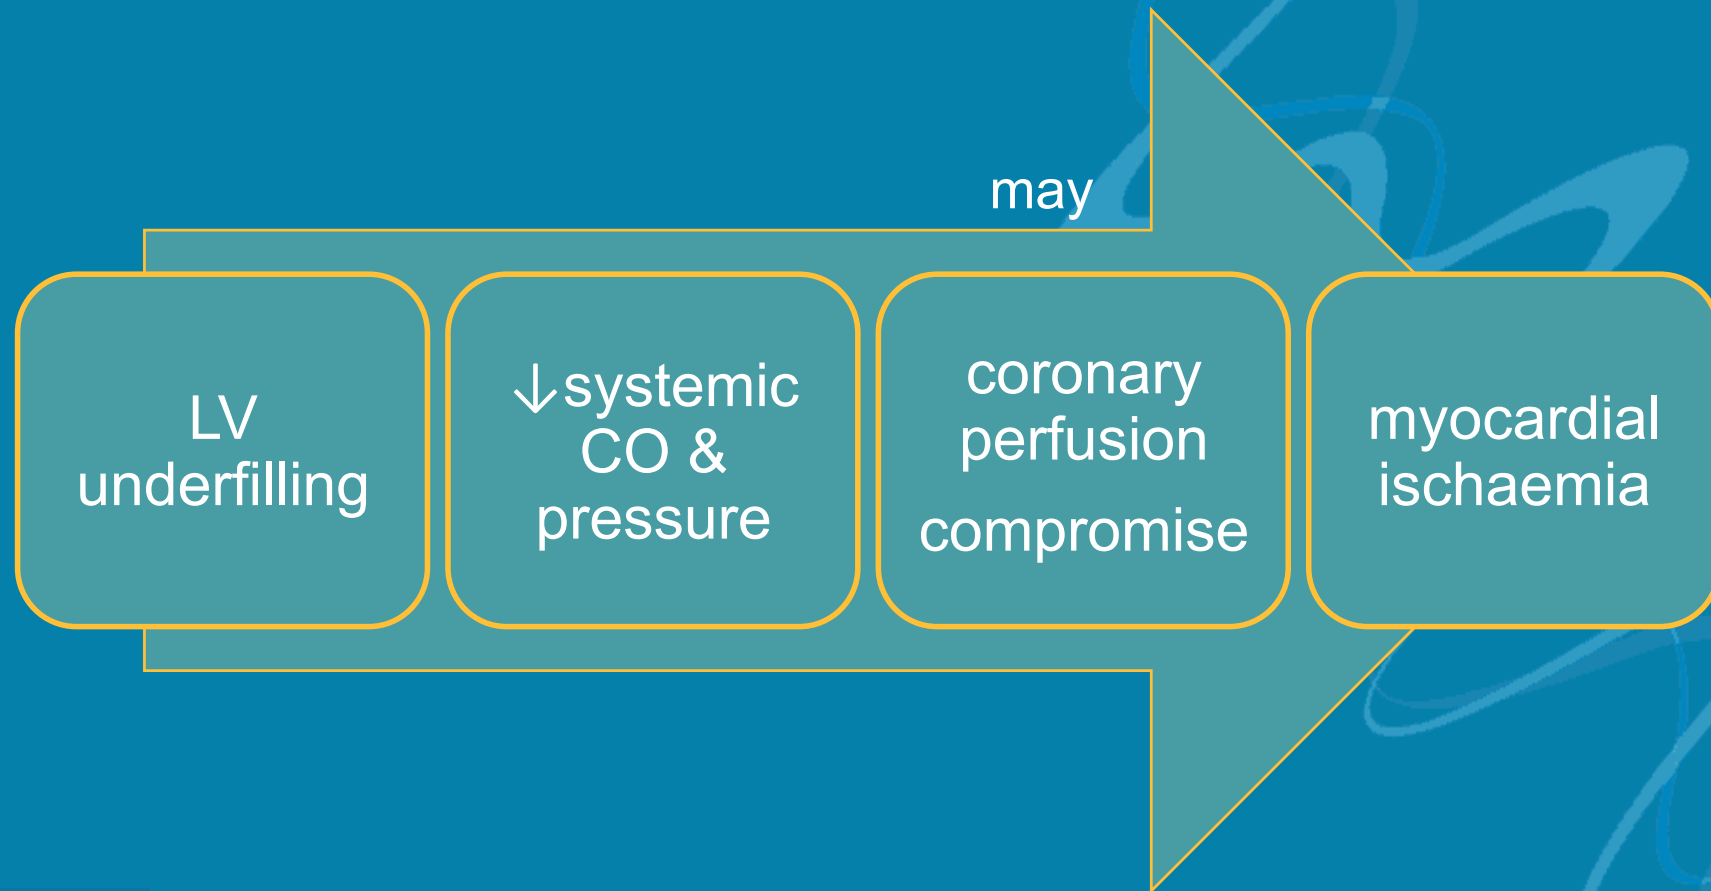 may
LV
underfilling
↓systemic
CO &
pressure
coronary
perfusion
compromise
myocardial
ischaemia